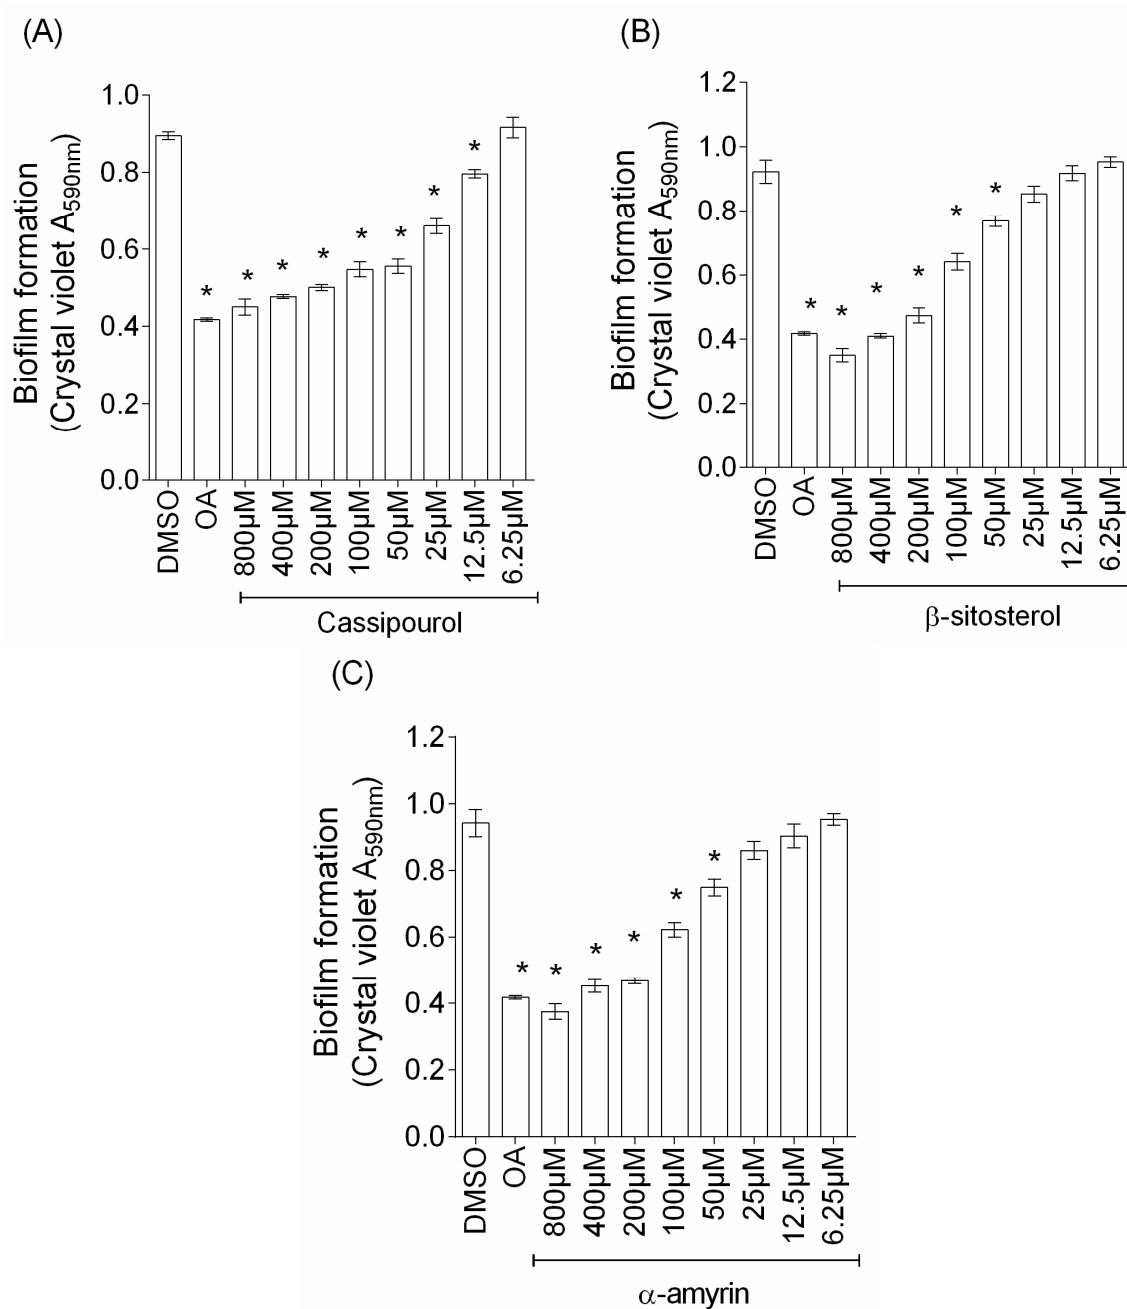 (A)
Biofilm formation
(Crystal violet A590nm)
1.0
0.8
0.6
0.4
0.2
0.0
* * * * * * * *
DMSO
OA
800µM
400µM
200µM
100µM
50µM
25µM
12.5µM
6.25µM
Cassipourol
(B)
Biofilm formation
(Crystal violet A590nm)
1.2
1.0
0.8
0.6
0.4
0.2
0.0
* * * * * *
DMSO
OA
800µM
400µM
200µM
100µM
50µM
25µM
12.5µM
6.25µM
β-sitosterol
(C)
Biofilm formation
(Crystal violet A590nm)
1.2
1.0
0.8
0.6
0.4
0.2
0.0
* * * * * *
DMSO
OA
800µM
400µM
200µM
100µM
50µM
25µM
12.5µM
6.25µM
α-amyrin